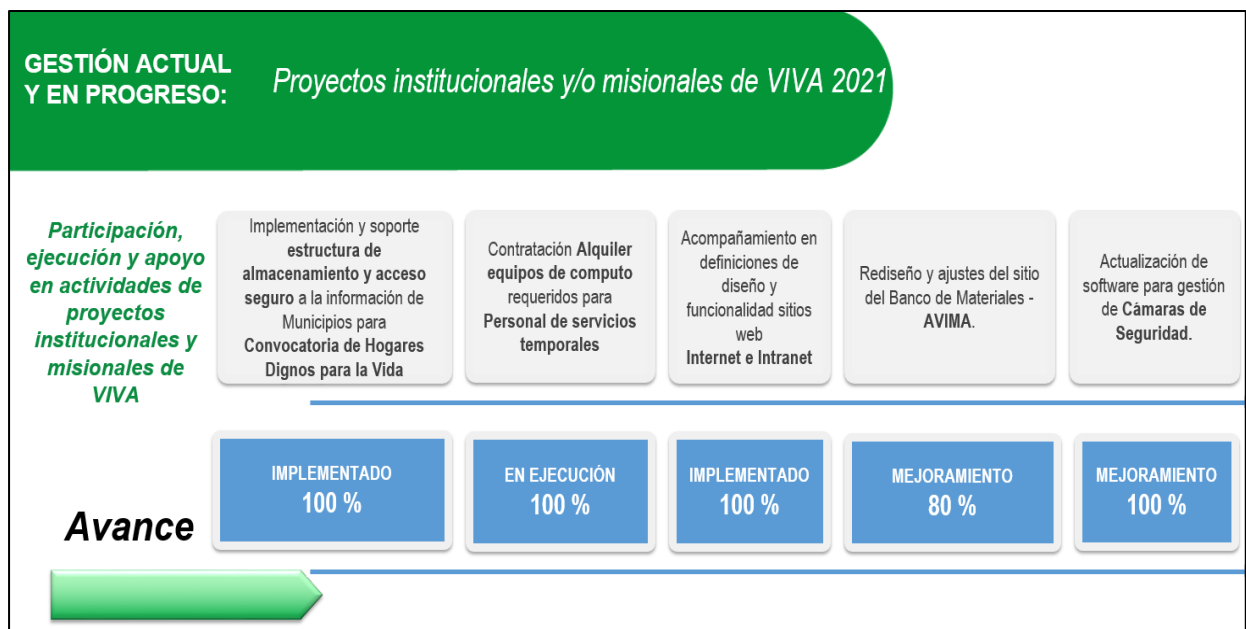 GESTIÓN ACTUAL
Y EN PROGRESO:
Proyectos institucionales y/o misionales de VIVA 2021
Participación,
ejecución y apoyo
en actividades de
proyectos
institucionales y
misionales de
VIVA
Implementación y soporte
estructura de
almacenamiento y acceso
seguro a la información de
Municipios para
Convocatoria de Hogares
Dignos para la Vida
Contratación Alquiler
equipos de computo
requeridos para
Personal de servicios
temporales
Acompañamiento en
definiciones de
diseño y
funcionalidad sitios
web
Internet e Intranet
Rediseño y ajustes del sitio
del Banco de Materiales -
AVIMA.
Actualización de
software para gestión
de Cámaras de
Seguridad.
Avance
IMPLEMENTADO
100 %
EN EJECUCIÓN
100 %
IMPLEMENTADO
100 %
MEJORAMIENTO
80 %
MEJORAMIENTO
100 %